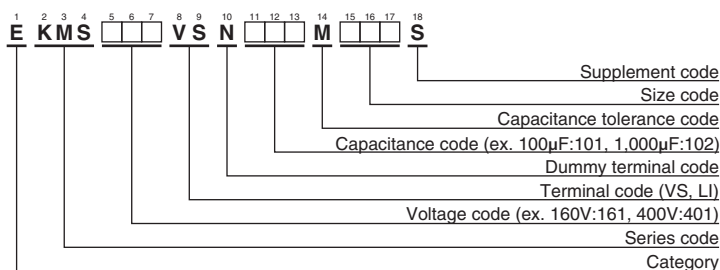 1 2 3 4 5 6 7 8 9 10 11 12 13 14 15 16 17 18
E KMS VS N M S
Supplement code
Size code
Capacitance tolerance code
Capacitance code (ex. 100µF:101, 1,000µF:102)
Dummy terminal code
Terminal code (VS, LI)
Voltage code (ex. 160V:161, 400V:401)
Series code
Category